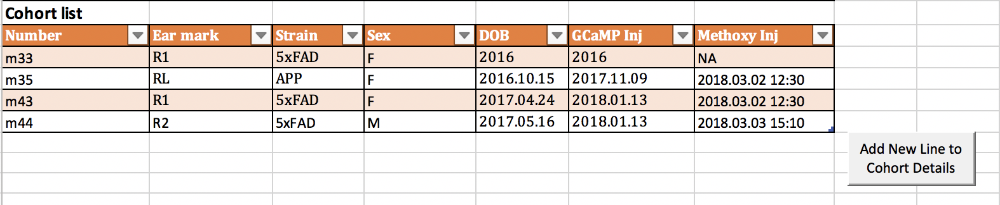 Cohort list
Number Ear mark Strain Sex DOB GCaMP Inj Methoxy Inj
m33 R1 5xFAD F 2016 2016 NA
m35 RL APP F 2016.10.15 2017.11.09 2018.03.02 12:30
m43 R1 5xFAD F 2017.04.24 2018.01.13 2018.03.02 12:30
m44 R2 5xFAD M 2017.05.16 2018.01.13 2018.03.03 15:10
Add New Line to
Cohort Details